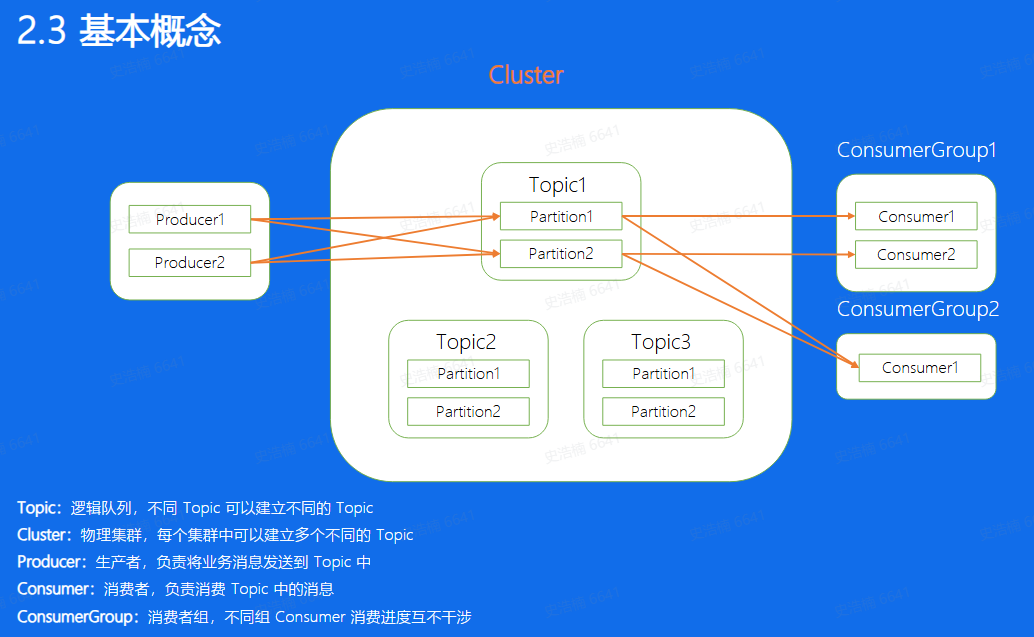 2.3 基本概念
Cluster
Topic1
Partition1
Partition2
Producer1
Producer2
ConsumerGroup1
Consumer1
Consumer2
ConsumerGroup2
Consumer1
Topic2
Partition1
Partition2
Topic3
Partition1
Partition2
Topic：逻辑队列，不同 Topic 可以建立不同的 Topic
Cluster：物理集群，每个集群中可以建立多个不同的 Topic
Producer：生产者，负责将业务消息发送到 Topic 中
Consumer：消费者，负责消费 Topic 中的消息
ConsumerGroup：消费者组，不同组 Consumer 消费进度互不干涉
史浩楠 6641